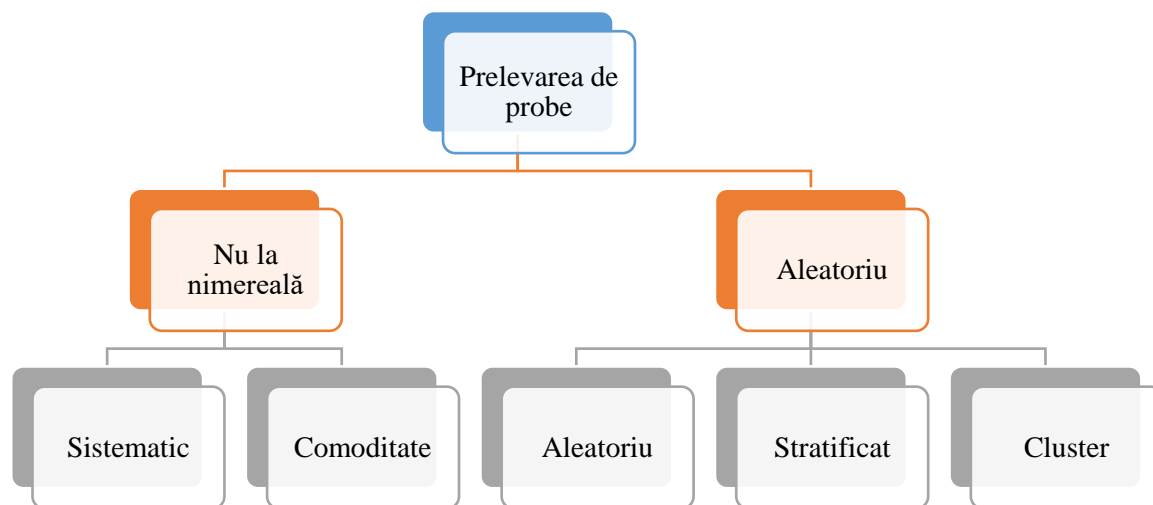 Prelevarea de
probe
Nu la
nimereală
Aleatoriu
Sistematic
Comoditate
Aleatoriu
Stratificat
Cluster